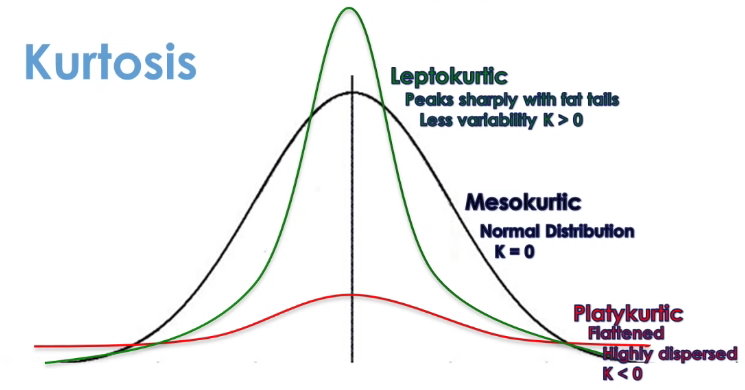 Kurtosis
Leptokurtic
Peaks sharply with fat tails
Less variability K > 0
Mesokurtic
Normal Distribution
K = 0
Platykurtic
Flattened
Highly dispersed
K < 0